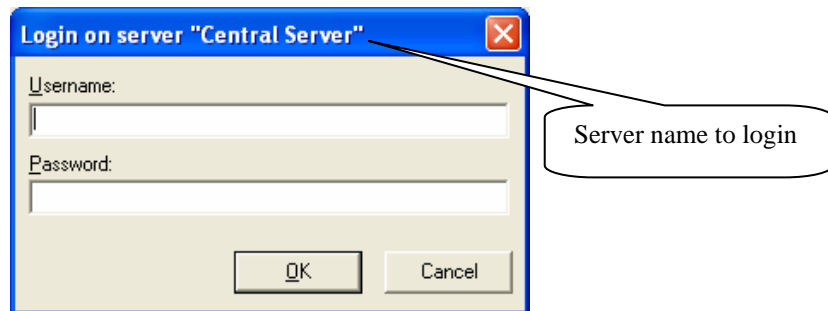 Login on server "Central Server"
Username:
Server name to login
Password:
OK Cancel